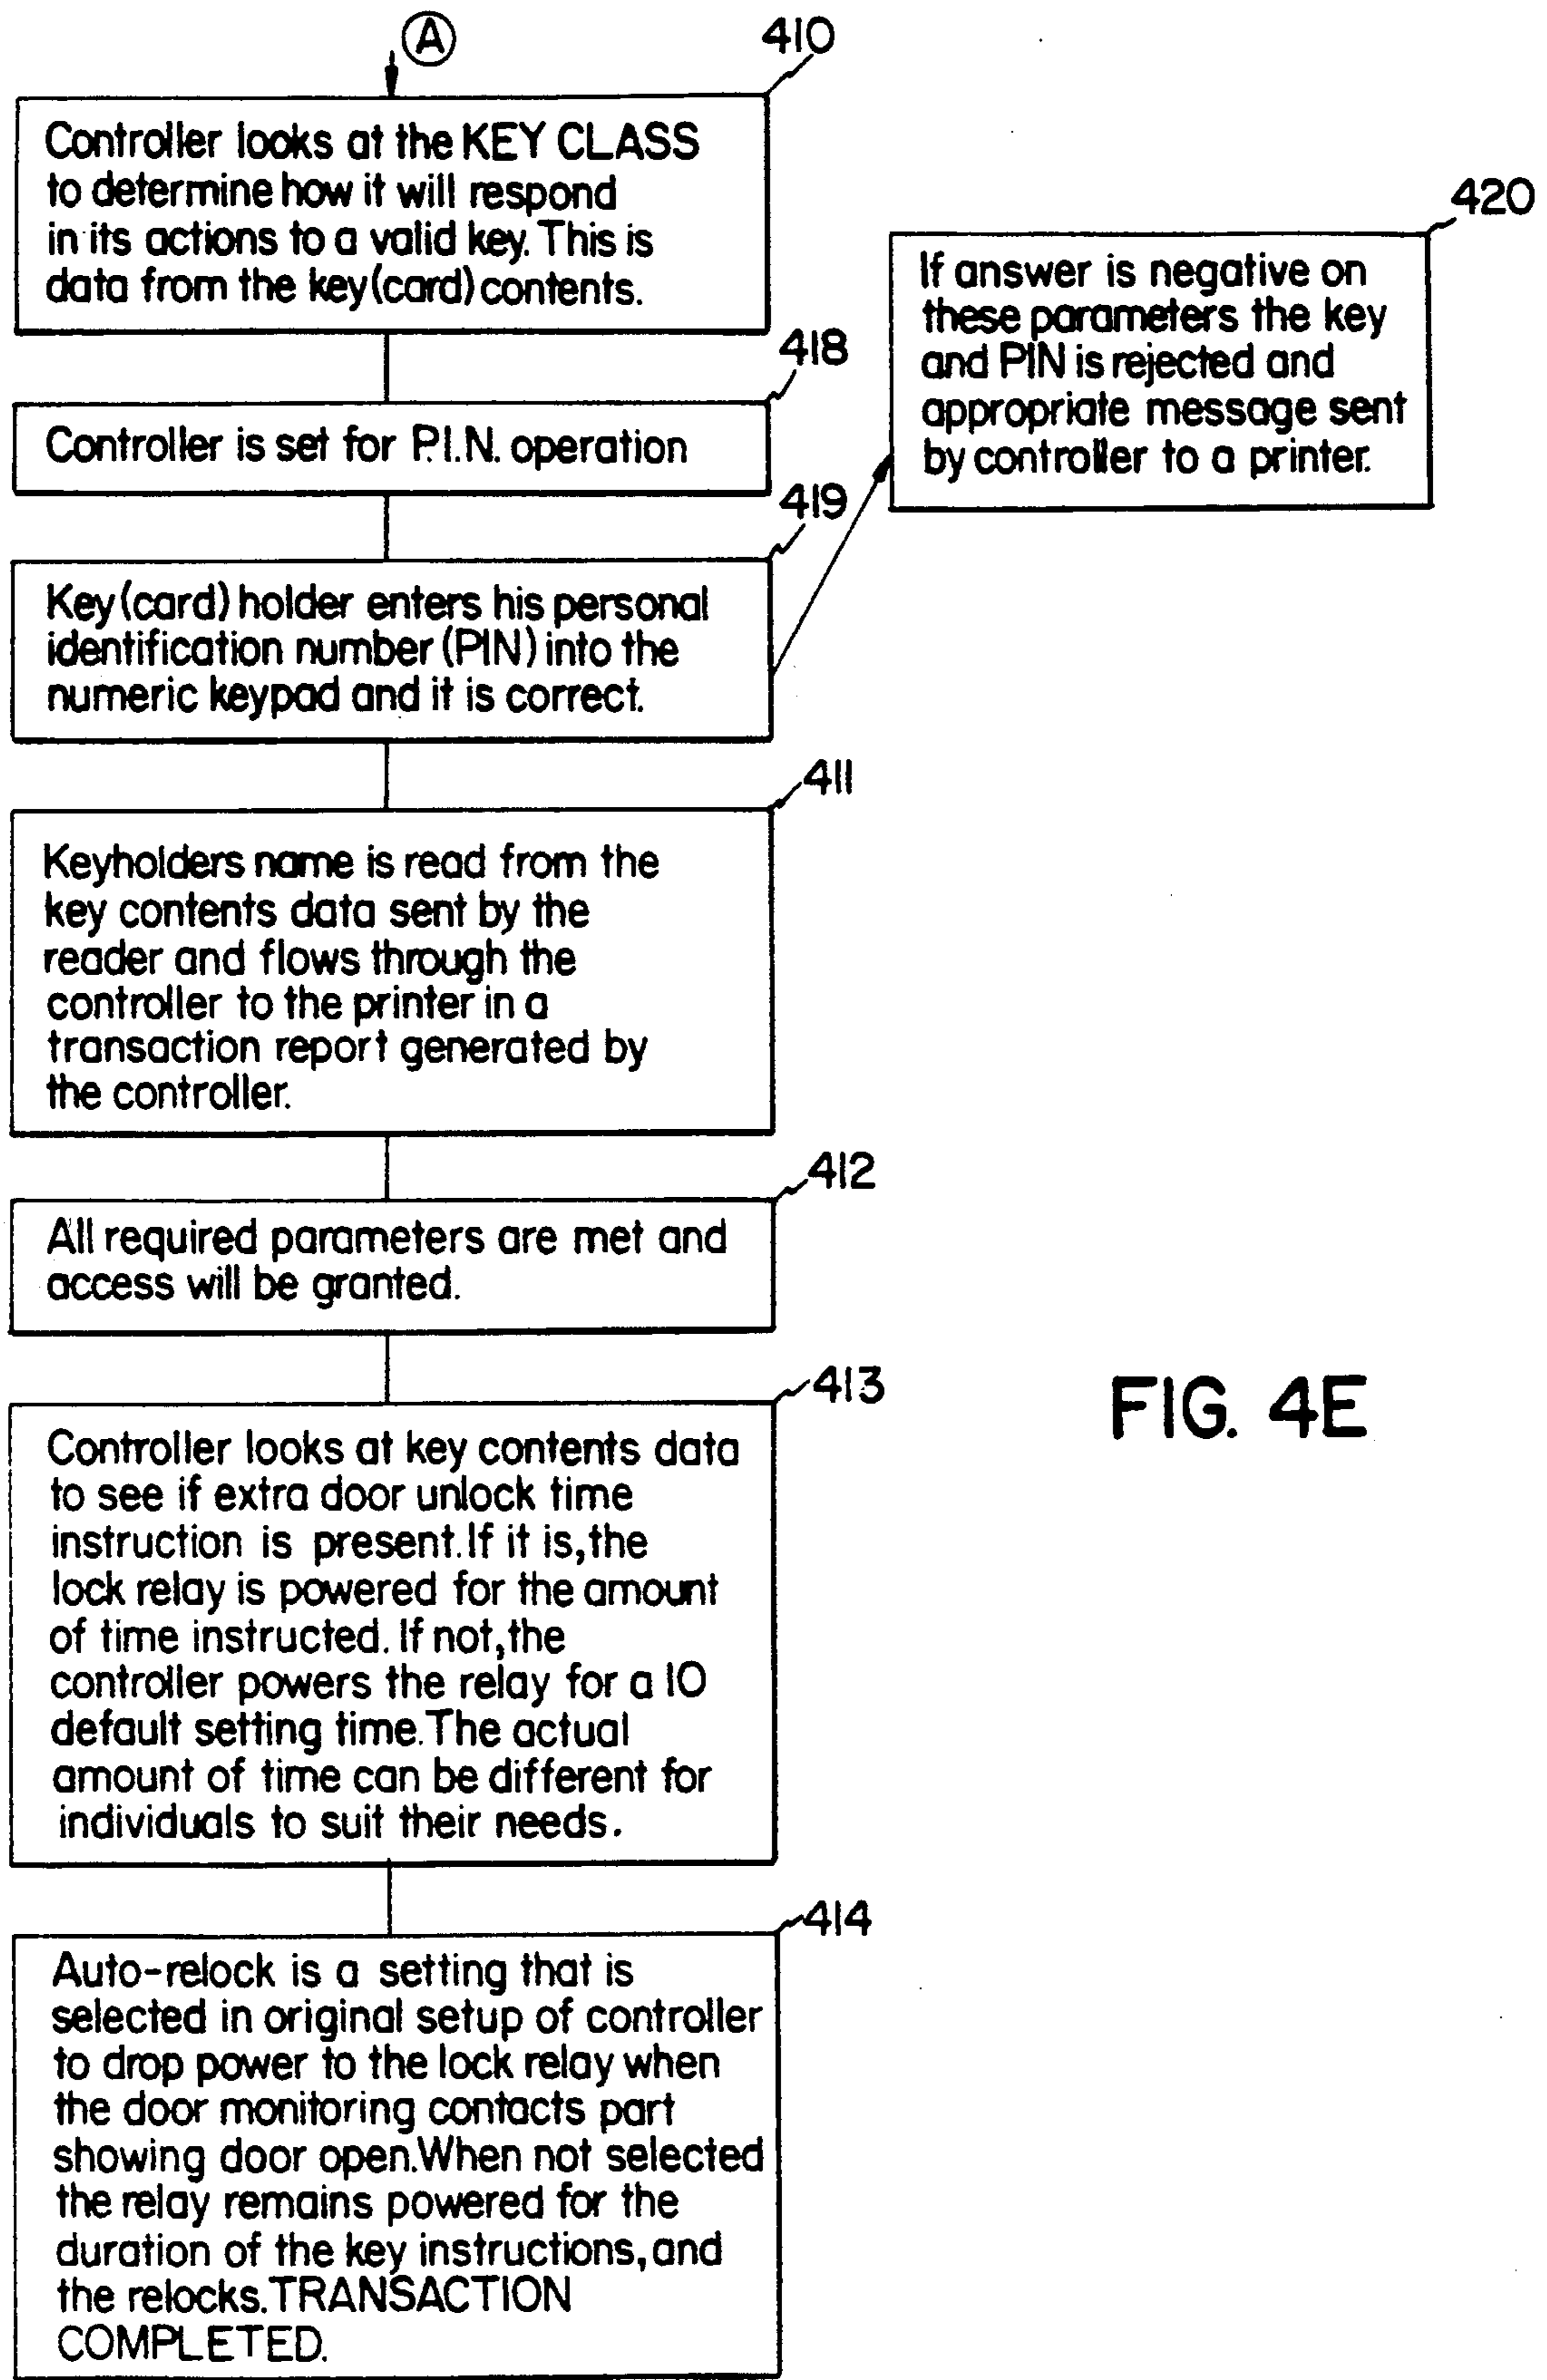 A
410
Controller looks at the KEY CLASS
to determine how it will respond
in its actions to a valid key. This is
data from the key (card) contents.
418
Controller is set for P.I.N. operation
419
Key (card) holder enters his personal
identification number (PIN) into the
numeric keypad and it is correct.
420
If answer is negative on
these parameters the key
and PIN is rejected and
appropriate message sent
by controller to a printer.
411
Keyholders name is read from the
key contents data sent by the
reader and flows through the
controller to the printer in a
transaction report generated by
the controller.
412
All required parameters are met and
access will be granted.
413
Controller looks at key contents data
to see if extra door unlock time
instruction is present. If it is, the
lock relay is powered for the amount
of time instructed. If not, the
controller powers the relay for a 10
default setting time. The actual
amount of time can be different for
individuals to suit their needs.
414
Auto-relock is a setting that is
selected in original setup of controller
to drop power to the lock relay when
the door monitoring contacts part
showing door open. When not selected
the relay remains powered for the
duration of the key instructions, and
the relocks. TRANSACTION
COMPLETED.
FIG. 4E